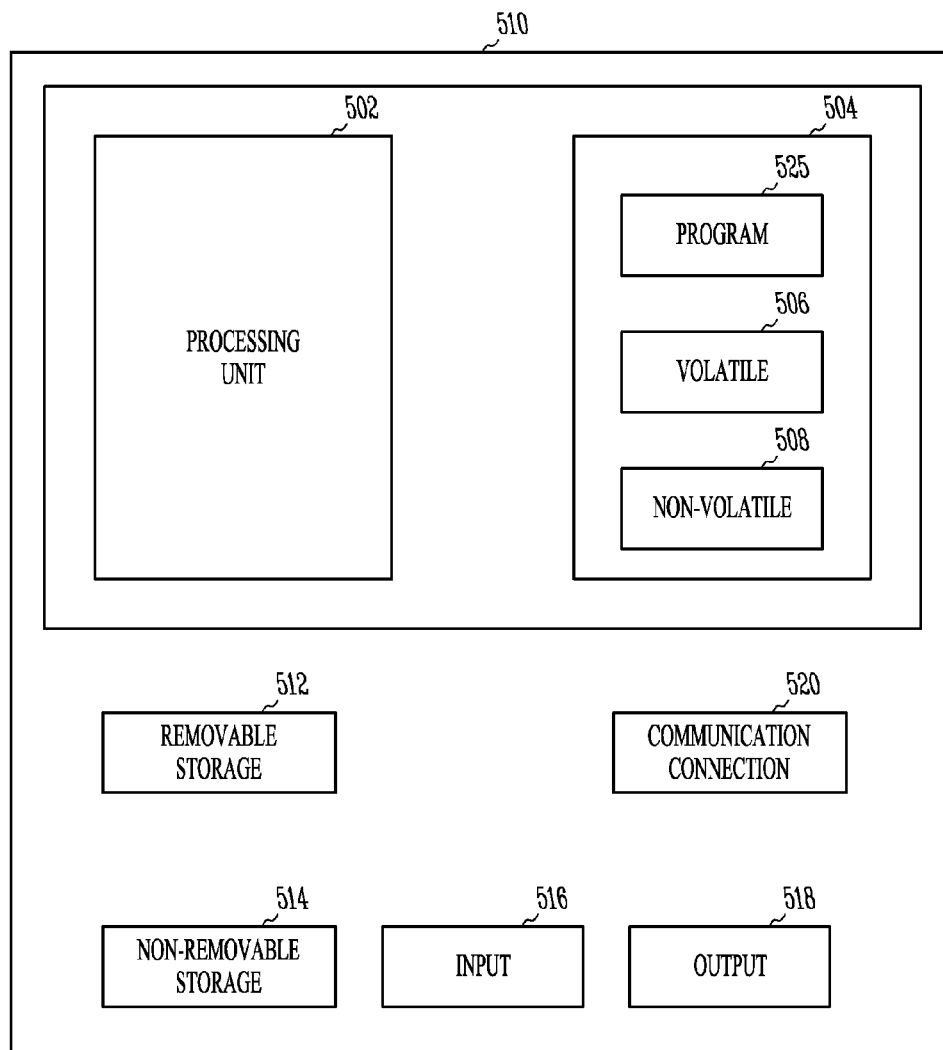 510
502
504
525
PROGRAM
506
VOLATILE
PROCESSING
UNIT
508
NON-VOLATILE
512
REMOVABLE
STORAGE
520
COMMUNICATION
CONNECTION
514
NON-REMOVABLE
STORAGE
516
INPUT
518
OUTPUT